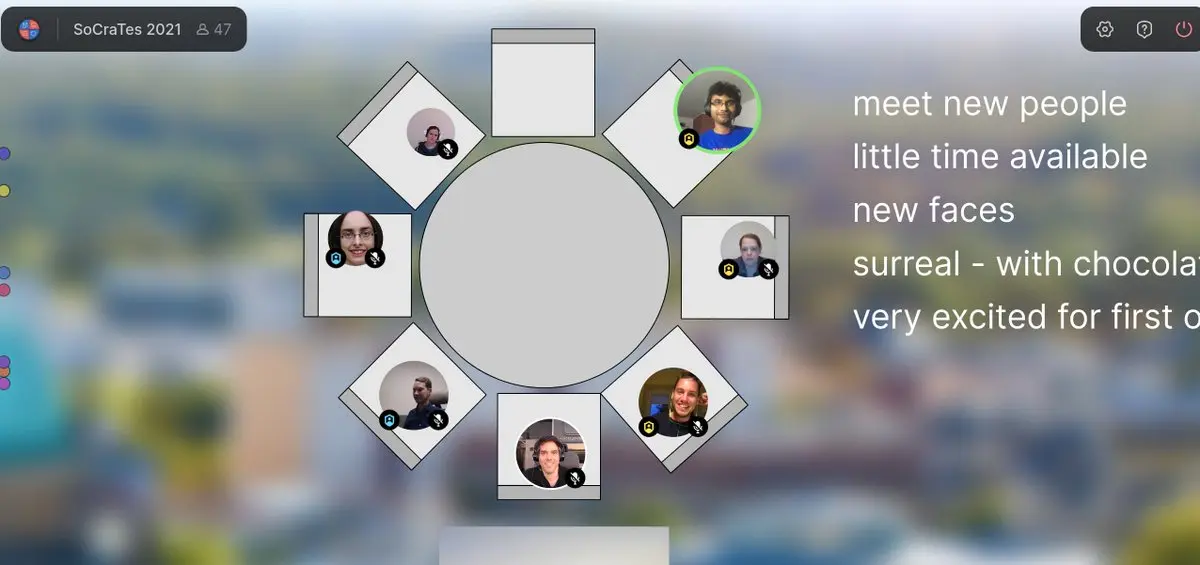 SoCraTes 2021 47
meet new people
little time available
new faces
surreal - with
very excited for first